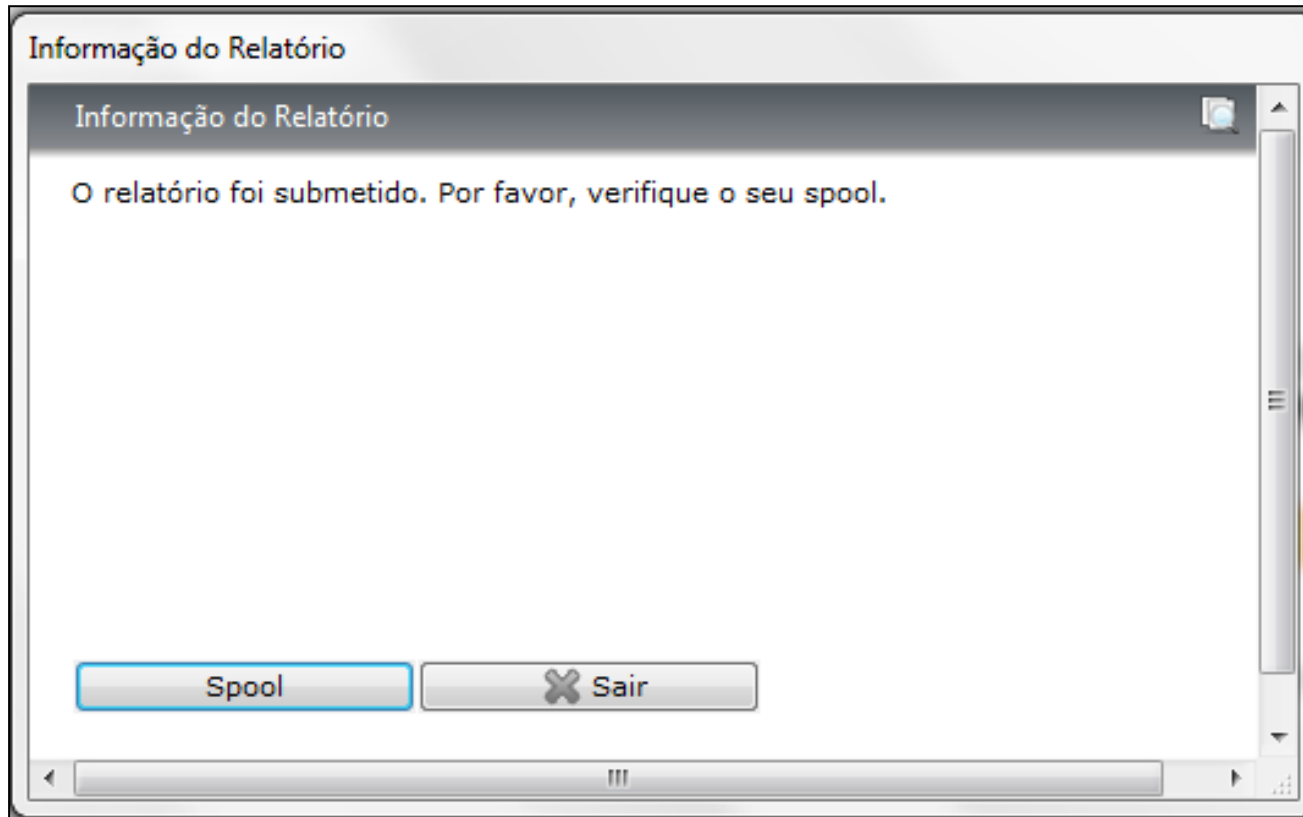 Informação do Relatório
Informação do Relatório
O relatório foi submetido. Por favor, verifique o seu spool.
Spool
Sair